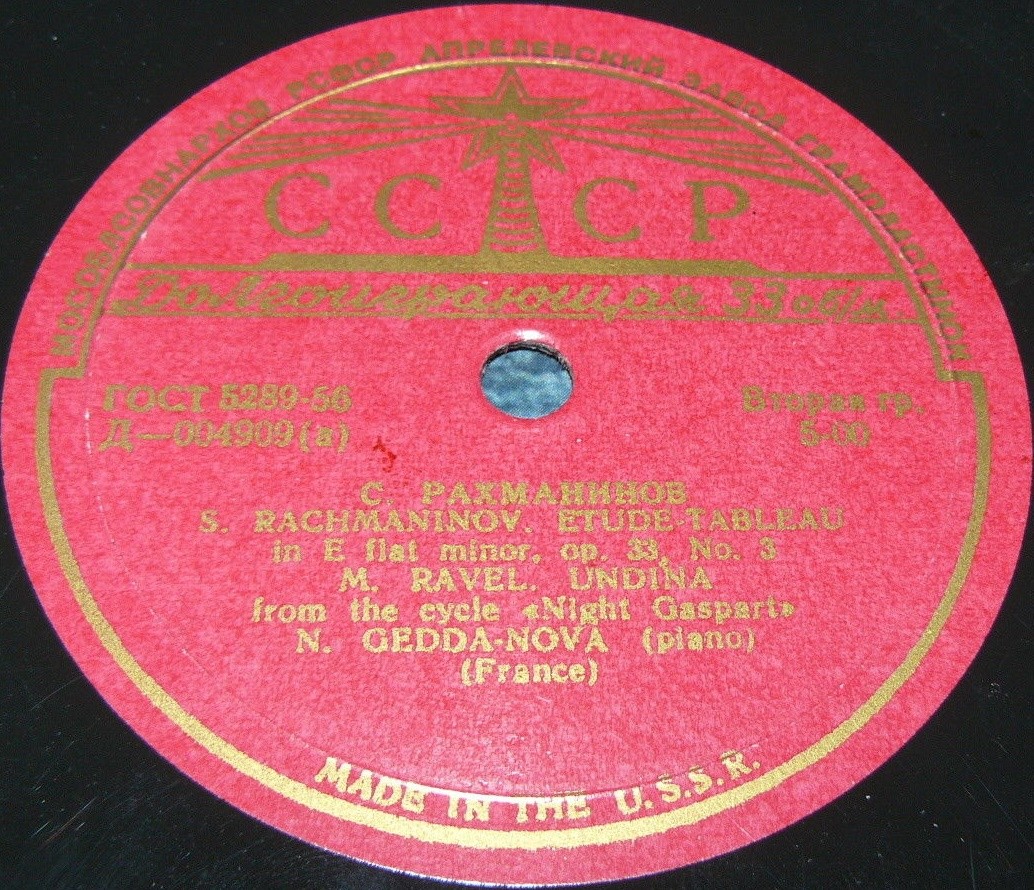 МОСОБЛСОВНАРХОЗ РСФСР АПРЕЛЕВСКИЙ ЗАВОД ГРАМПЛАСТИНОК
СССР
Долгоиграющая 33 об/м.
ГОСТ 5289-56
Вторая гр.
Д—004909(а)
5-00
С. РАХМАНИНОВ
S. RACHMANINOV. ETUDE-TABLEAU
in E flat minor, op. 33, No. 3
M. RAVEL. UNDINA
from the cycle «Night Gaspart»
N. GEDDA-NOVA (piano)
(France)
MADE IN THE U.S.S.R.